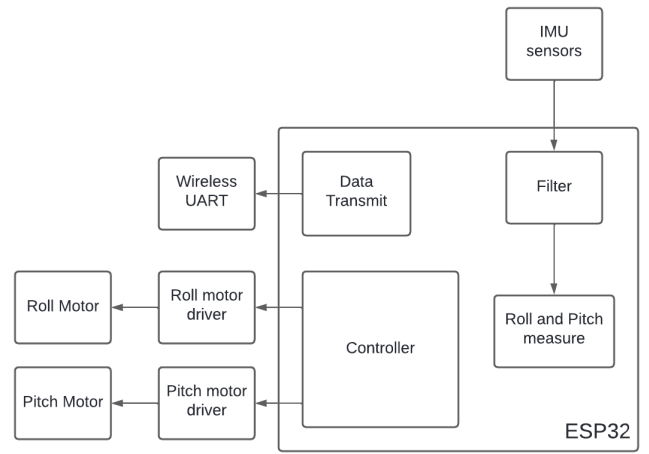 IMU
sensors
Wireless
UART
Data
Transmit
Filter
Roll Motor
Roll motor
driver
Controller
Roll and Pitch
measure
Pitch Motor
Pitch motor
driver
ESP32